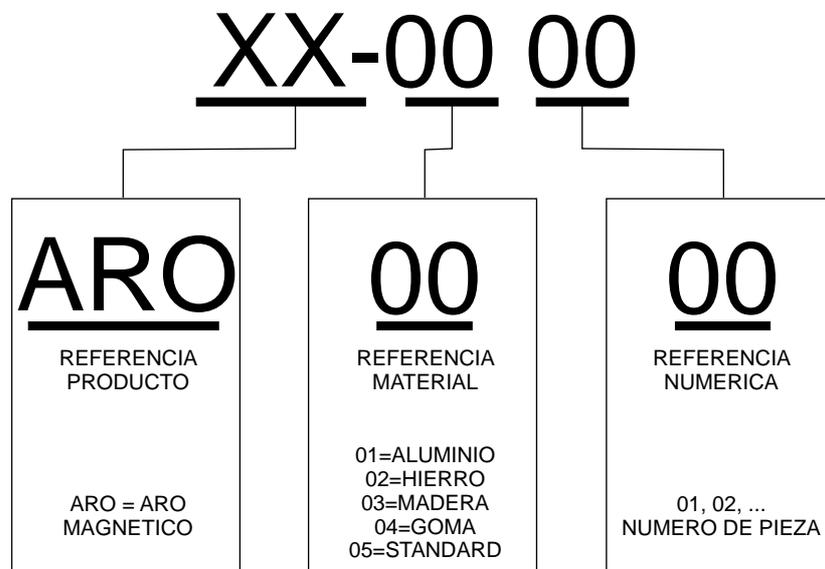 XX-00 00
ARO
REFERENCIA
PRODUCTO
ARO = ARO
MAGNETICO
00
REFERENCIA
MATERIAL
01=ALUMINIO
02=HIERRO
03=MADERA
04=GOMA
05=STANDARD
00
REFERENCIA
NUMERICA
01, 02, ...
NUMERO DE PIEZA